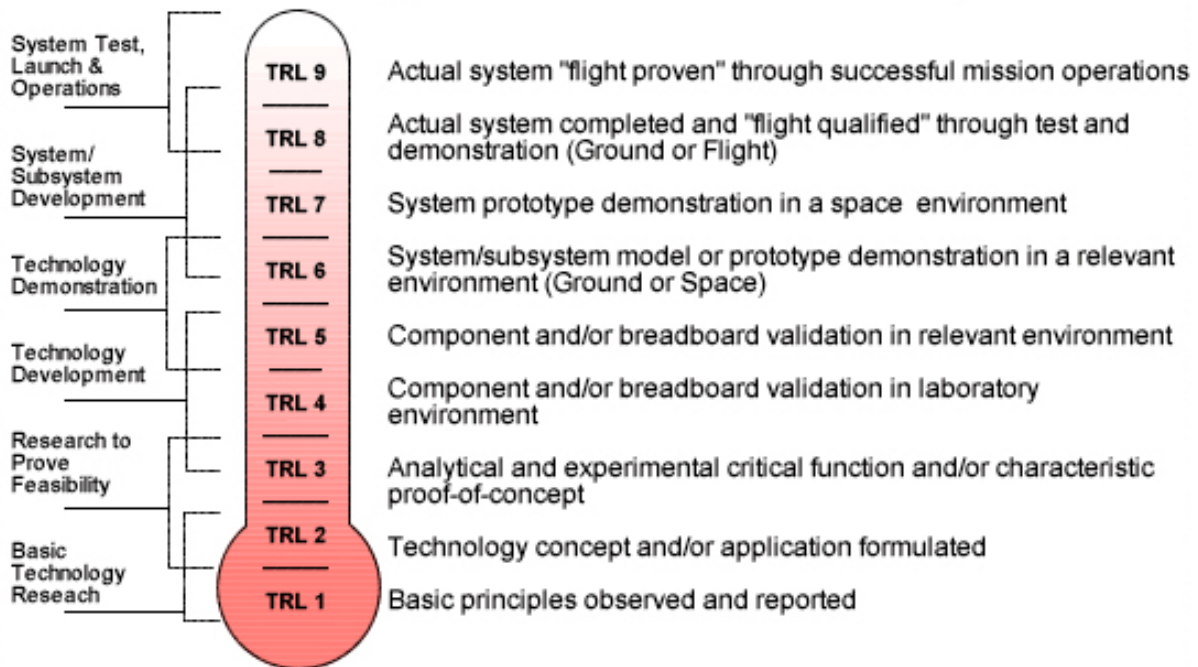 System Test,
Launch &
Operations
System/
Subsystem
Development
Technology
Demonstration
Technology
Development
Research to
Prove
Feasibility
Basic
Technology
Reseach
TRL 9
Actual system "flight proven" through successful mission operations
TRL 8
Actual system completed and "flight qualified" through test and
demonstration (Ground or Flight)
TRL 7
System prototype demonstration in a space environment
TRL 6
System/subsystem model or prototype demonstration in a relevant
environment (Ground or Space)
TRL 5
Component and/or breadboard validation in relevant environment
TRL 4
Component and/or breadboard validation in laboratory
environment
TRL 3
Analytical and experimental critical function and/or characteristic
proof-of-concept
TRL 2
Technology concept and/or application formulated
TRL 1
Basic principles observed and reported